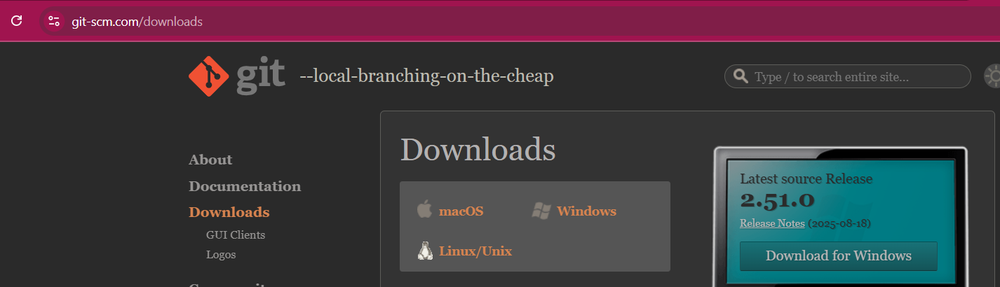 git-scm.com/downloads
git --local-branching-on-the-cheap
Type / to search entire site...
About
Documentation
Downloads
GUI Clients
Logos
Downloads
macOS
Windows
Linux/Unix
Latest source Release
2.51.0
Release Notes (2025-08-18)
Download for Windows